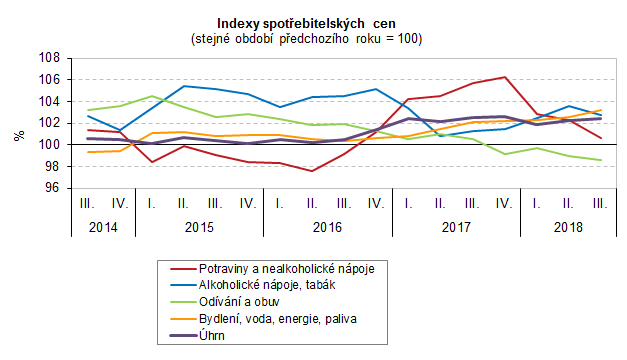 Indexy spotřebitelských cen
(stejné období předchozího roku = 100)
108
106
104
102
100
98
96
%
III. IV. I. II. III. IV. I. II. III. IV. I. II. III. IV. I. II. III.
2014 2015 2016 2017 2018
Potraviny a nealkoholické nápoje
Alkoholické nápoje, tabák
Odívání a obuv
Bydlení, voda, energie, paliva
Úhrn